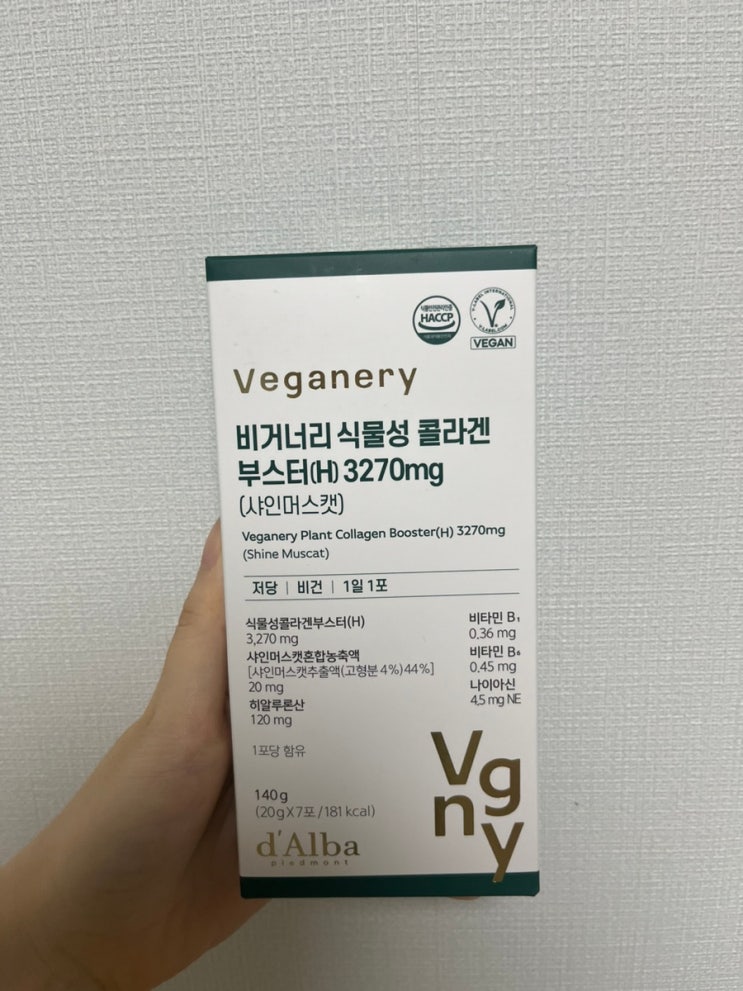 HACCP
V-LABEL INTERNATIONAL
V-LABEL.COM
VEGAN
Veganery
비거너리 식물성 콜라겐
부스터(H) 3270mg
(샤인머스캣)
Veganery Plant Collagen Booster(H) 3270mg
(Shine Muscat)
저당 | 비건 | 1일 1포
식물성콜라겐부스터(H)
3,270 mg
샤인머스캣혼합농축액
[샤인머스캣추출액(고형분 4%) 44%]
20 mg
히알루론산
120 mg
1포당 함유
비타민 B₁
0.36 mg
비타민 B₆
0.45 mg
나이아신
4.5 mg NE
140 g
(20 g X 7포 / 181 kcal)
d'Alba
piedmont
Vg
ny